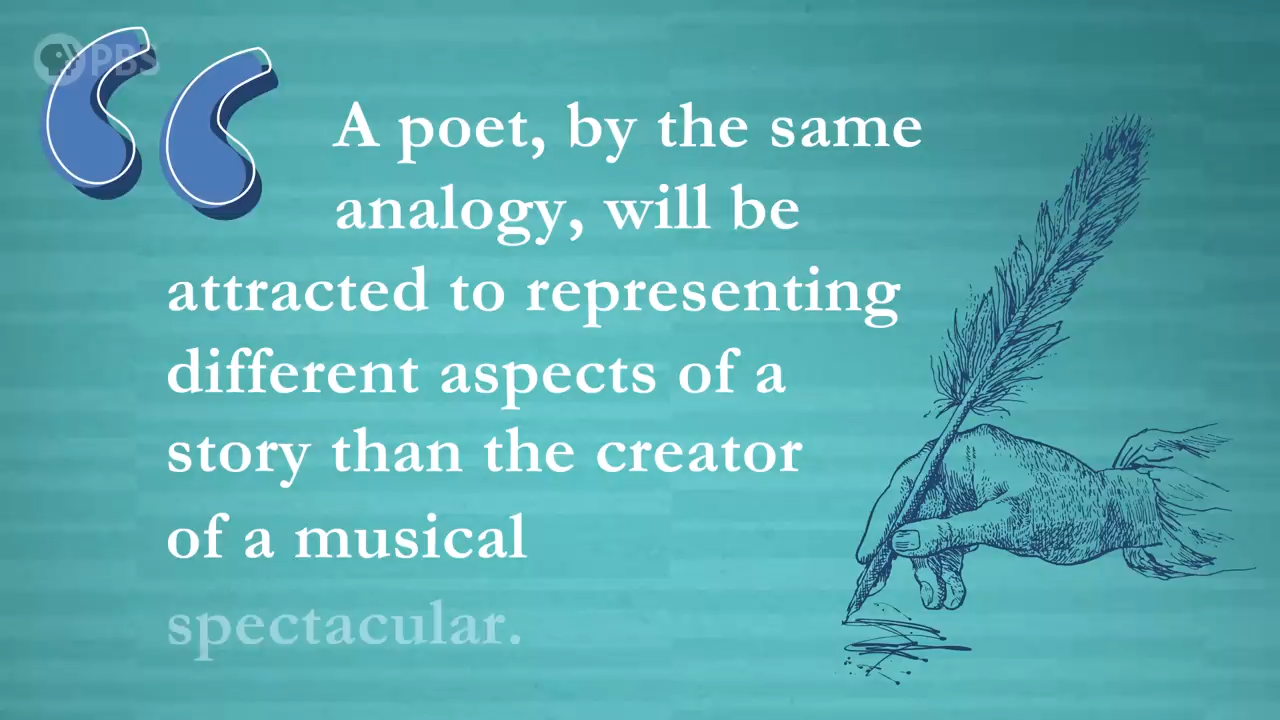 PBS
A poet, by the same
analogy, will be
attracted to representing
different aspects of a
story than the creator
of a musical
spectacular.